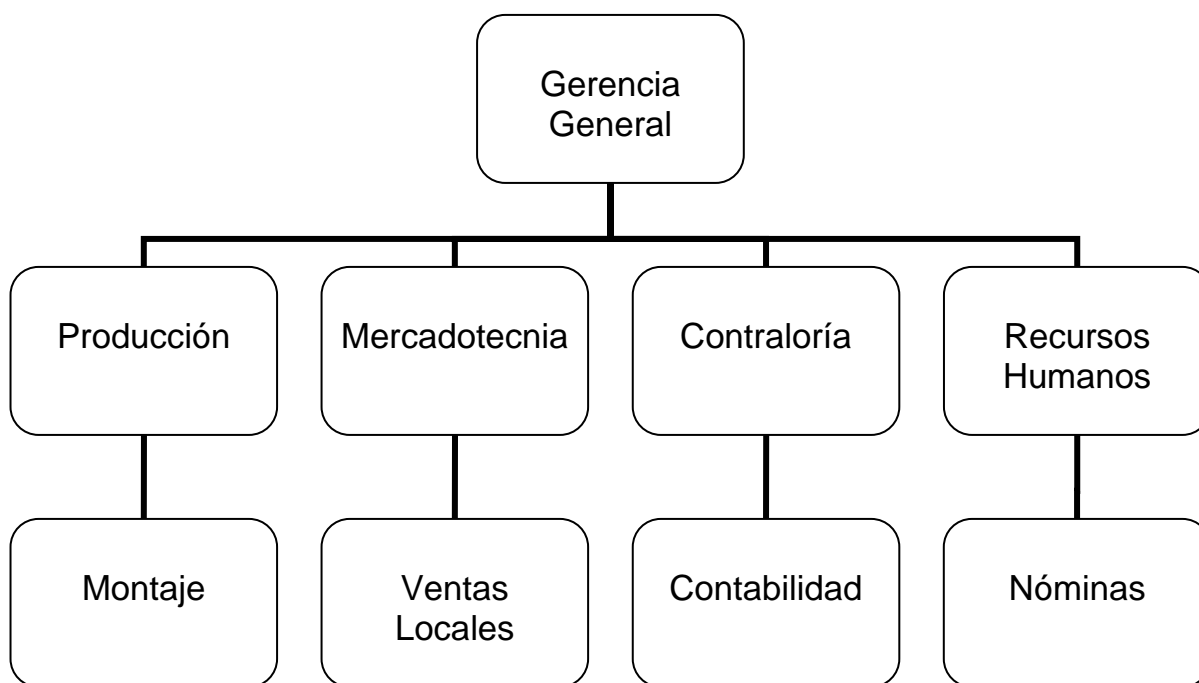 Gerencia
General
Producción
Mercadotecnia
Contraloría
Recursos
Humanos
Montaje
Ventas
Locales
Contabilidad
Nóminas